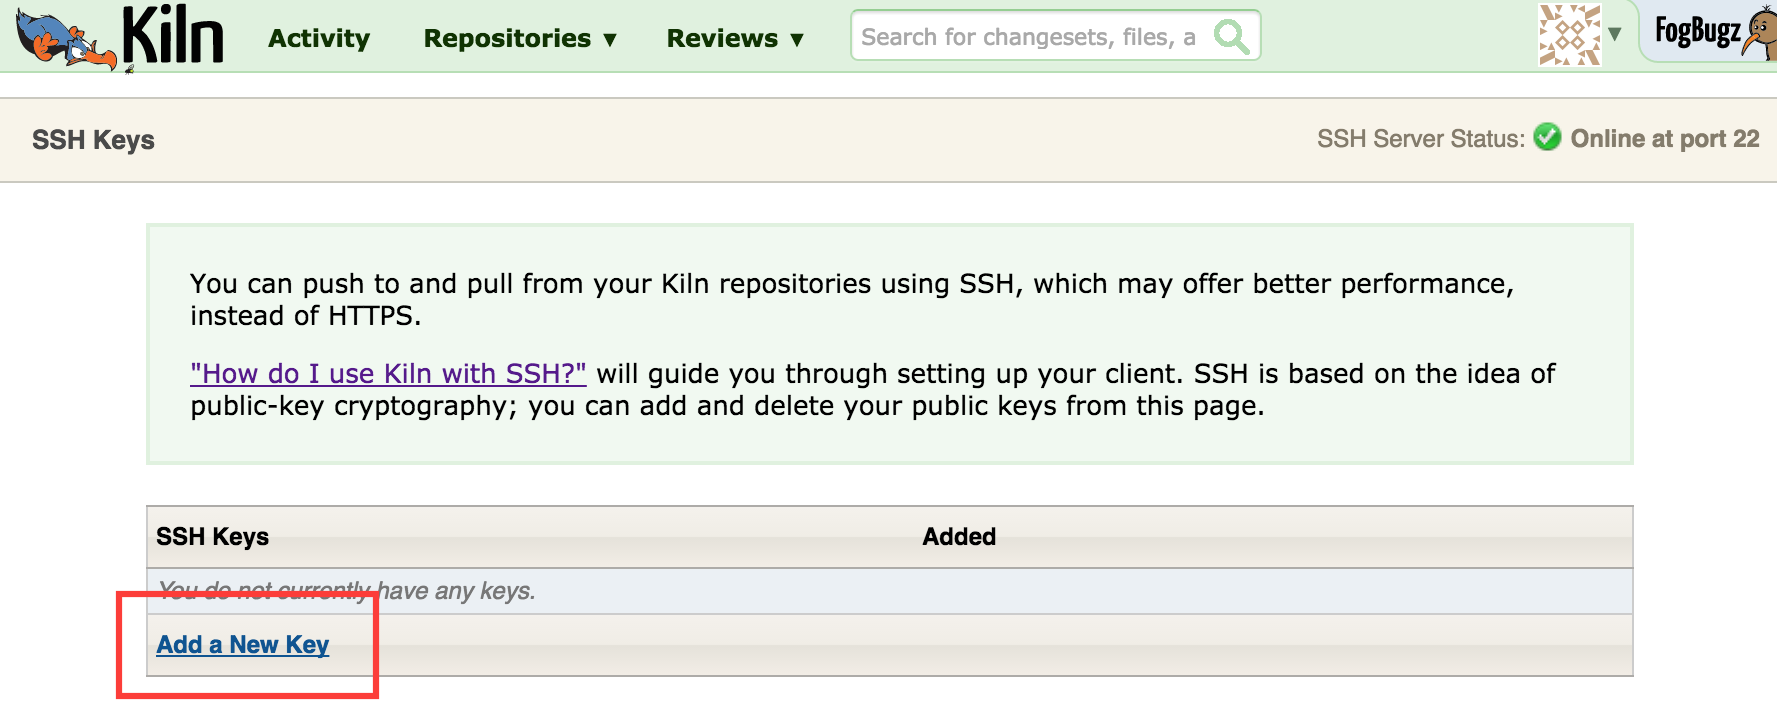 Kiln Activity Repositories ▼ Reviews ▼ Search for changesets, files, a ▼ FogBugz
SSH Keys SSH Server Status: Online at port 22
You can push to and pull from your Kiln repositories using SSH, which may offer better performance,
instead of HTTPS.
"How do I use Kiln with SSH?" will guide you through setting up your client. SSH is based on the idea of
public-key cryptography; you can add and delete your public keys from this page.
SSH Keys Added
You do not currently have any keys.
Add a New Key